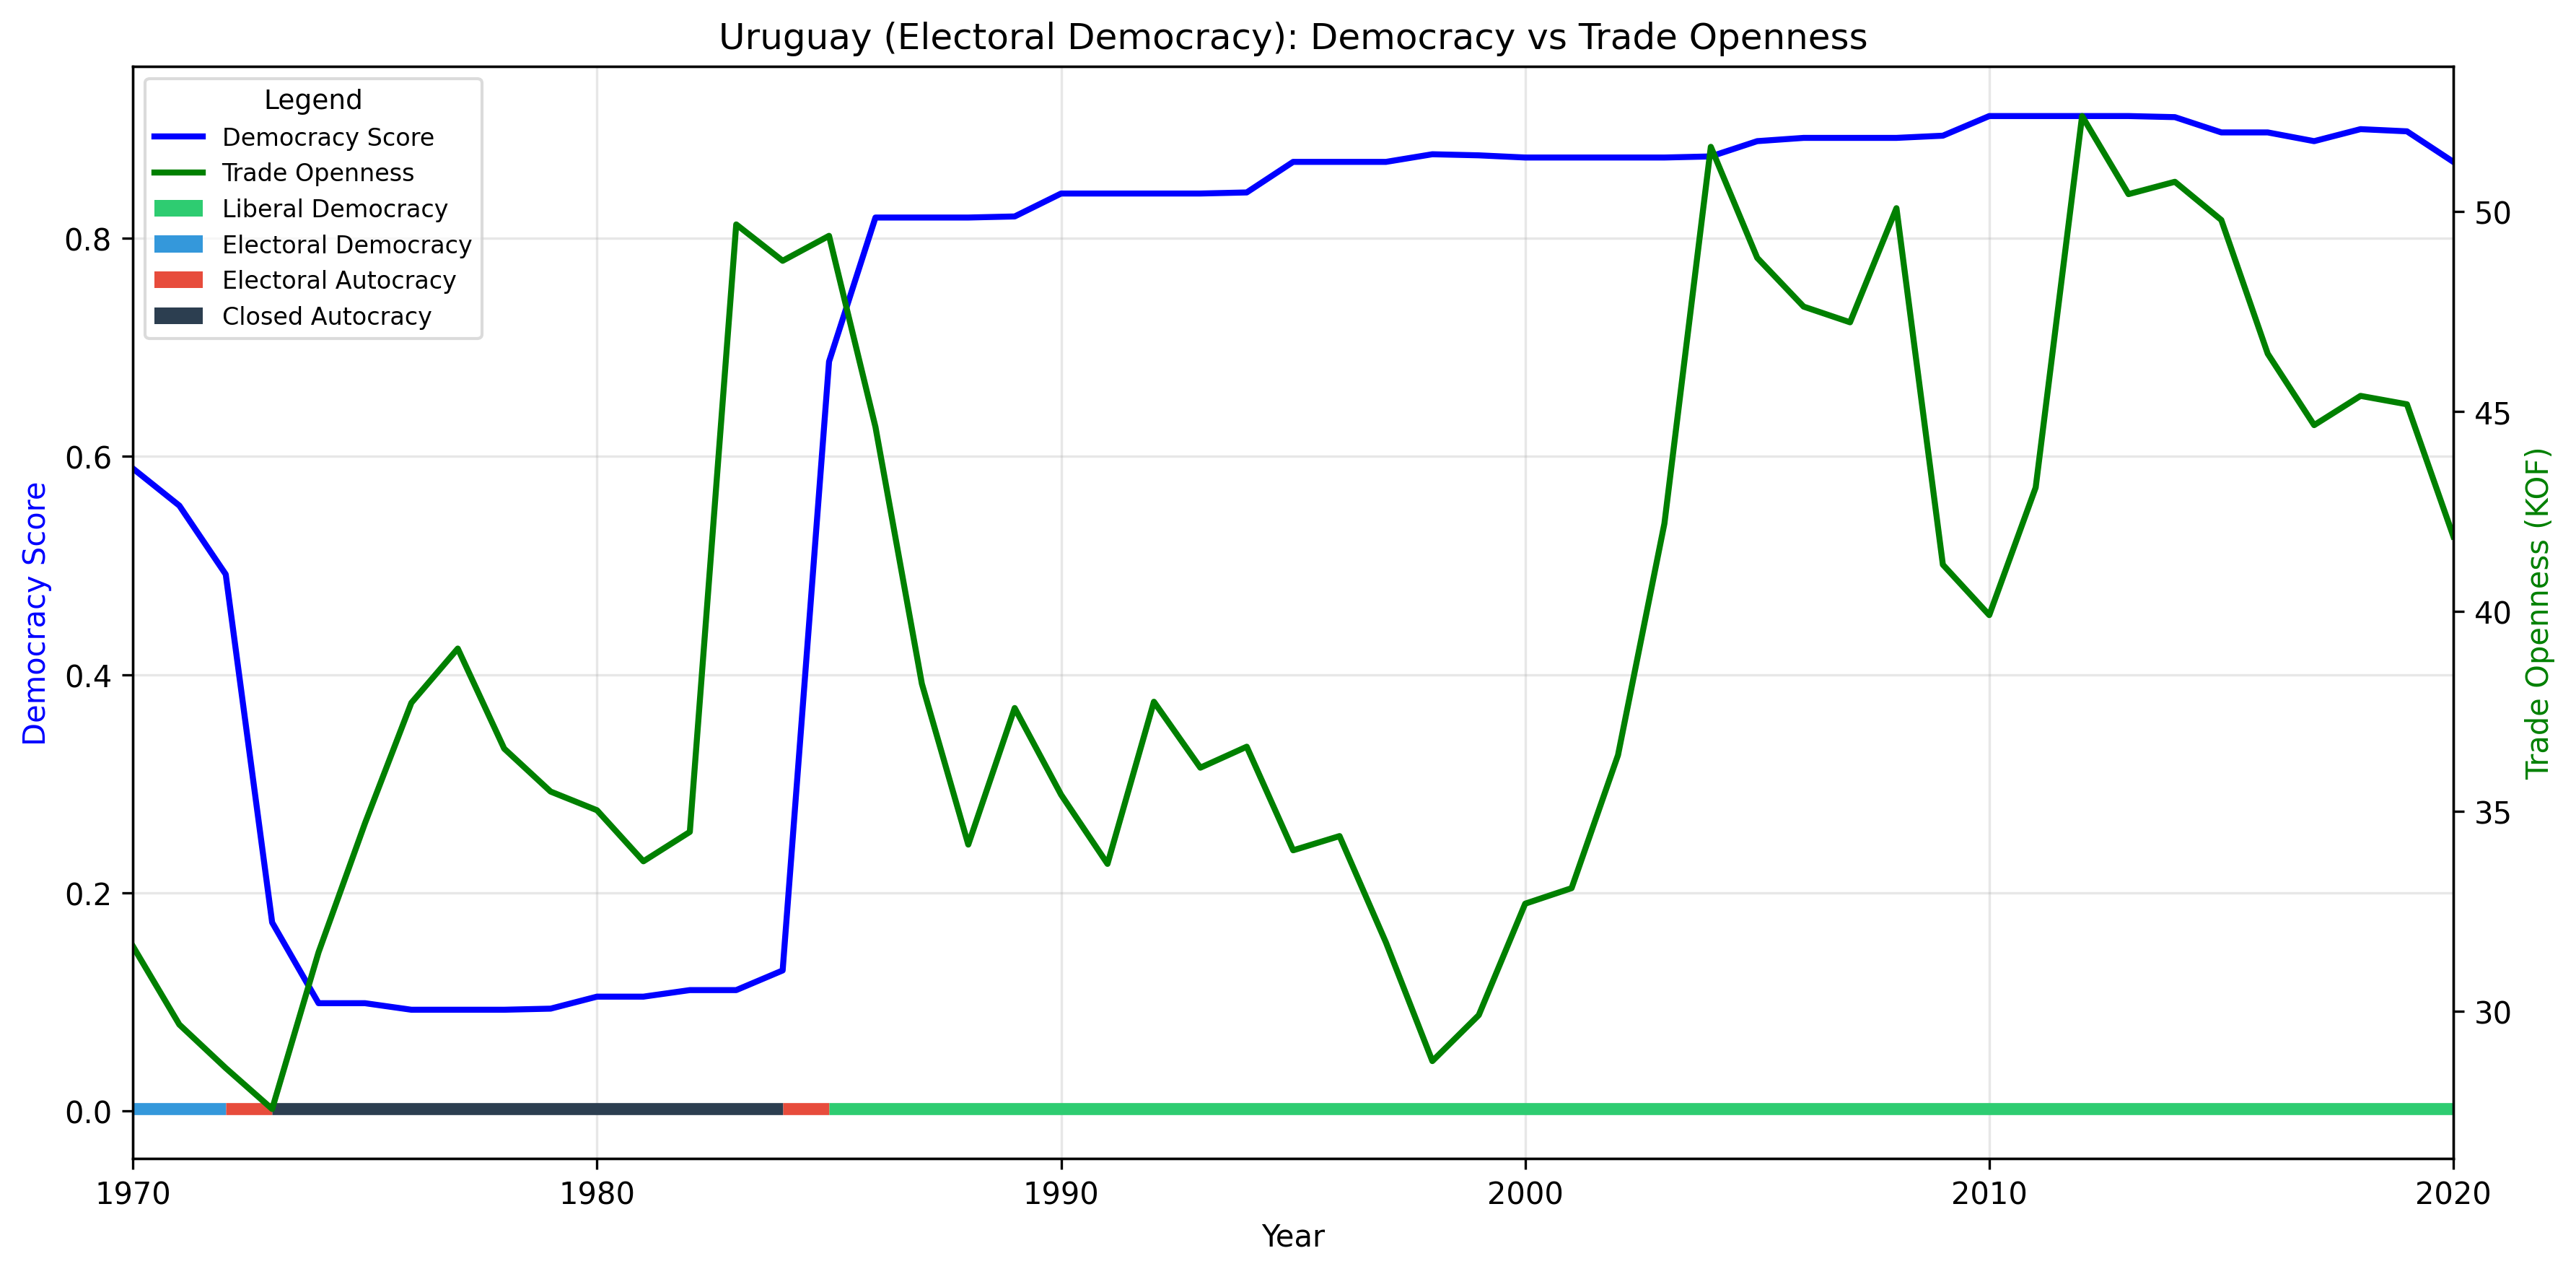 Uruguay (Electoral Democracy): Democracy vs Trade Openness
Legend
Democracy Score
Trade Openness
Liberal Democracy
Electoral Democracy
Electoral Autocracy
Closed Autocracy
Democracy Score
0.8
0.6
0.4
0.2
0.0
50
45
40
35
30
Trade Openness (KOF)
1970
1980
1990
2000
2010
2020
Year